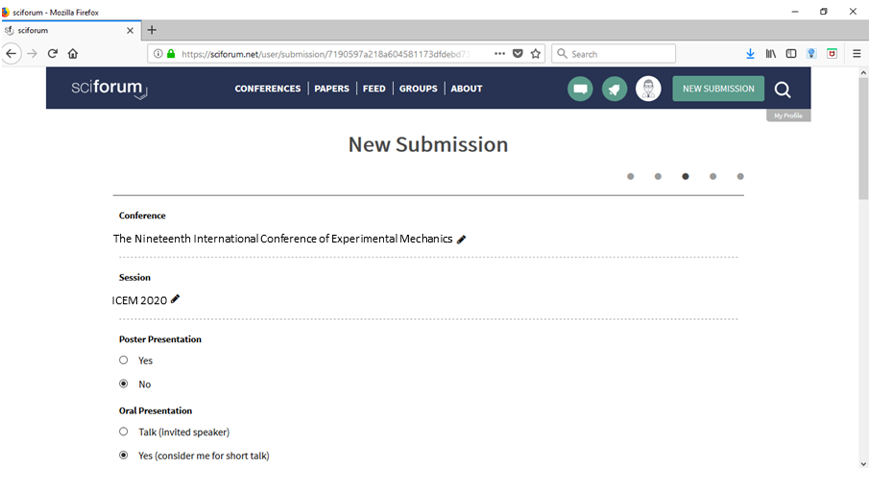 sciforum - Mozilla Firefox
sciforum
https://sciforum.net/user/submission/7190597a218a604581173dfdebd73
Search
sciforum
CONFERENCES
PAPERS
FEED
GROUPS
ABOUT
NEW SUBMISSION
My Profile
New Submission
Conference
The Nineteenth International Conference of Experimental Mechanics
Session
ICEM 2020
Poster Presentation
Yes
No
Oral Presentation
Talk (invited speaker)
Yes (consider me for short talk)